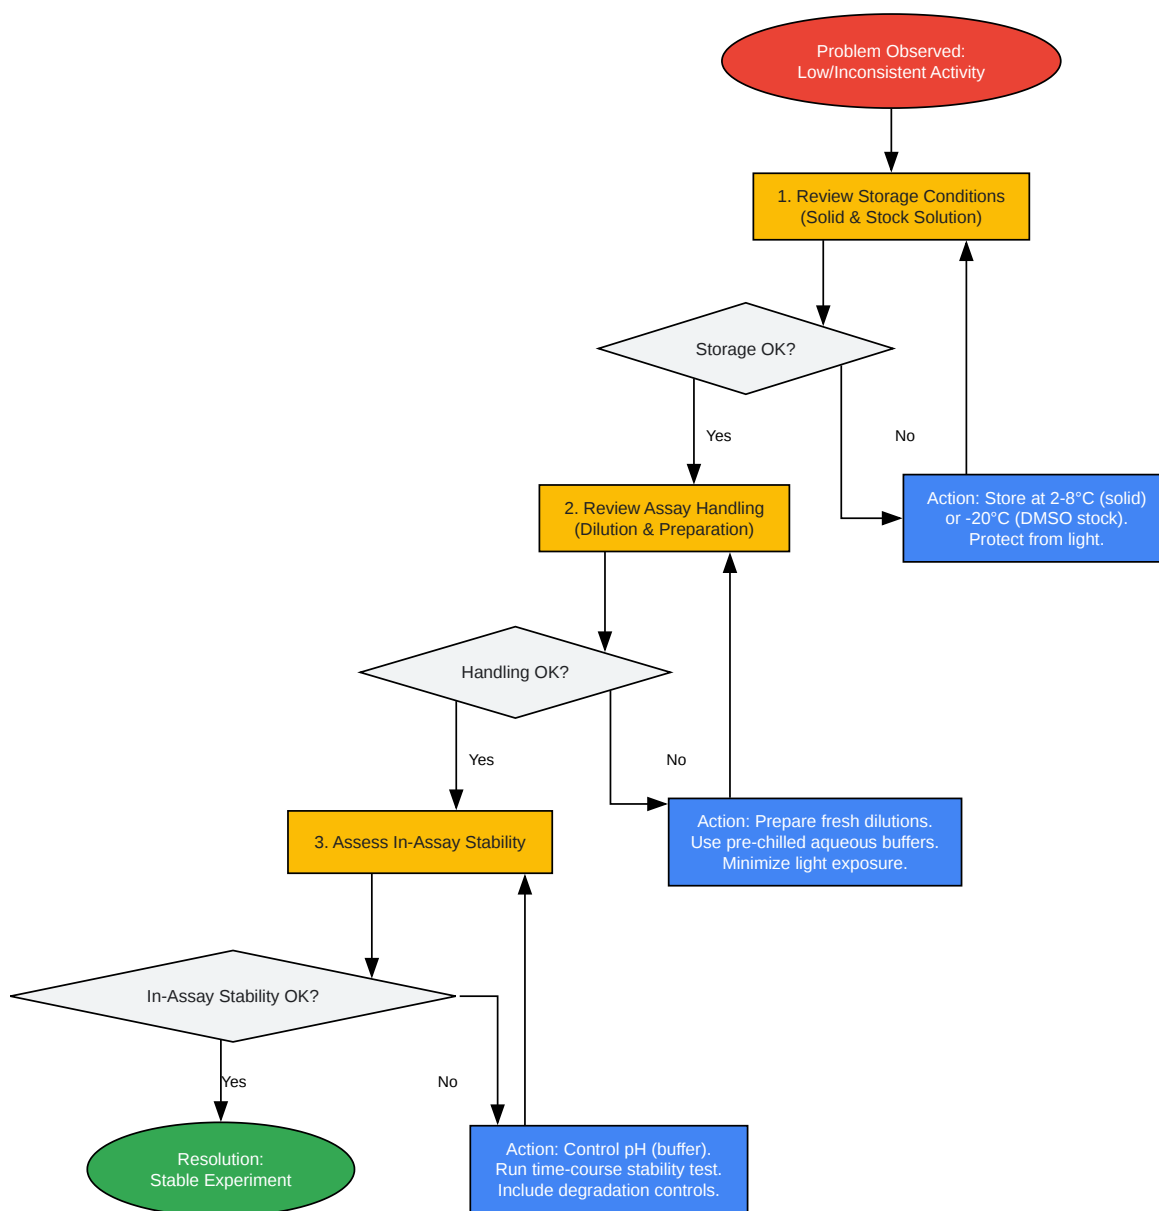 Problem Observed:
Low/Inconsistent Activity
1. Review Storage Conditions
(Solid & Stock Solution)
Storage OK?
Yes
No
Action: Store at 2-8°C (solid)
or -20°C (DMSO stock).
Protect from light.
2. Review Assay Handling
(Dilution & Preparation)
Handling OK?
Yes
No
Action: Prepare fresh dilutions.
Use pre-chilled aqueous buffers.
Minimize light exposure.
3. Assess In-Assay Stability
In-Assay Stability OK?
Yes
No
Resolution:
Stable Experiment
Action: Control pH (buffer).
Run time-course stability test.
Include degradation controls.